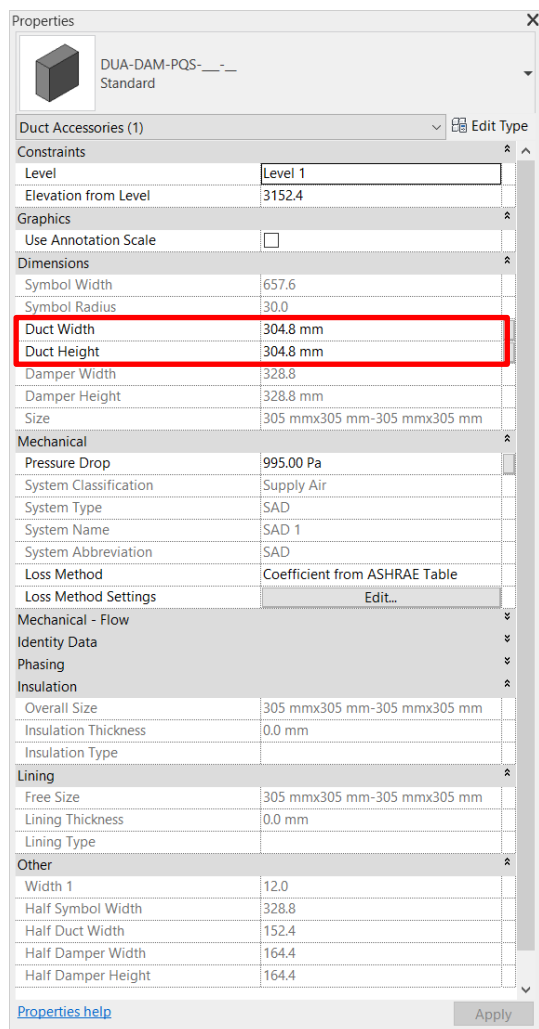 Properties
DUA-DAM-PQS-___-__
Standard
Duct Accessories (1) Edit Type
Constraints
Level Level 1
Elevation from Level 3152.4
Graphics
Use Annotation Scale
Dimensions
Symbol Width 657.6
Symbol Radius 30.0
Duct Width 304.8 mm
Duct Height 304.8 mm
Damper Width 328.8
Damper Height 328.8 mm
Size 305 mmx305 mm-305 mmx305 mm
Mechanical
Pressure Drop 995.00 Pa
System Classification Supply Air
System Type SAD
System Name SAD 1
System Abbreviation SAD
Loss Method Coefficient from ASHRAE Table
Loss Method Settings Edit...
Mechanical - Flow
Identity Data
Phasing
Insulation
Overall Size 305 mmx305 mm-305 mmx305 mm
Insulation Thickness 0.0 mm
Insulation Type
Lining
Free Size 305 mmx305 mm-305 mmx305 mm
Lining Thickness 0.0 mm
Lining Type
Other
Width 1 12.0
Half Symbol Width 328.8
Half Duct Width 152.4
Half Damper Width 164.4
Half Damper Height 164.4
Properties help Apply